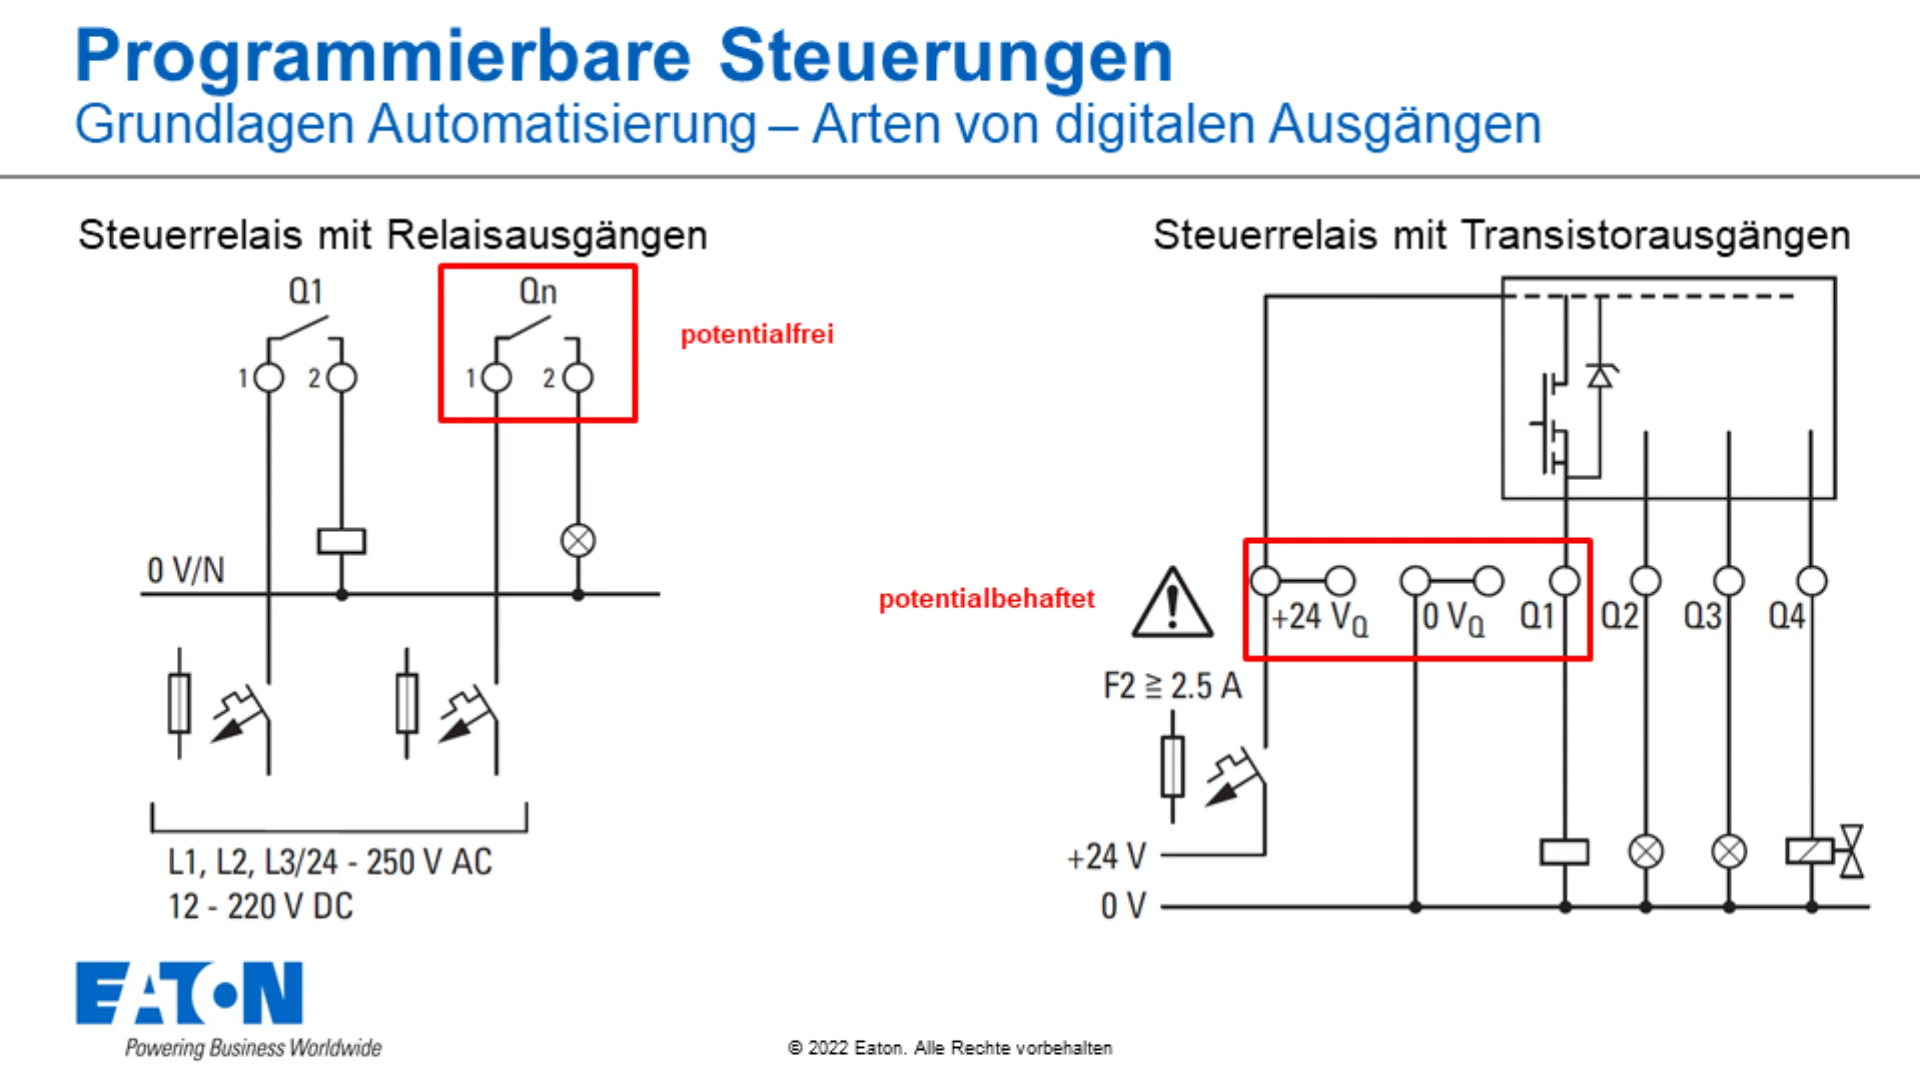 Programmierbare Steuerungen
Grundlagen Automatisierung – Arten von digitalen Ausgängen
Steuerrelais mit Relaisausgängen
Q1
Qn
1
2
1
2
potentialfrei
0 V/N
L1, L2, L3/24 - 250 V AC
12 - 220 V DC
Steuerrelais mit Transistorausgängen
potentialbehaftet
+24 VQ
0 VQ
Q1
Q2
Q3
Q4
F2 ≧ 2.5 A
+24 V
0 V
EATON
Powering Business Worldwide
© 2022 Eaton. Alle Rechte vorbehalten